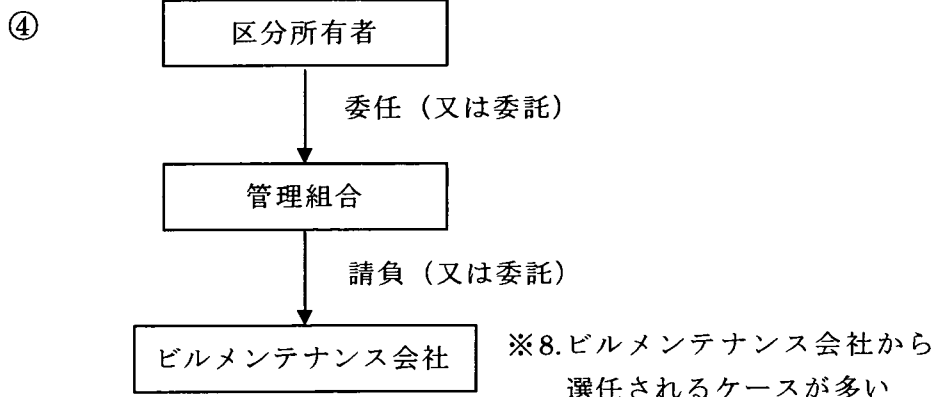 ④
区分所有者
委任（又は委託）
管理組合
請負（又は委託）
ビルメンテナンス会社
※8.ビルメンテナンス会社から
選任されるケースが多い